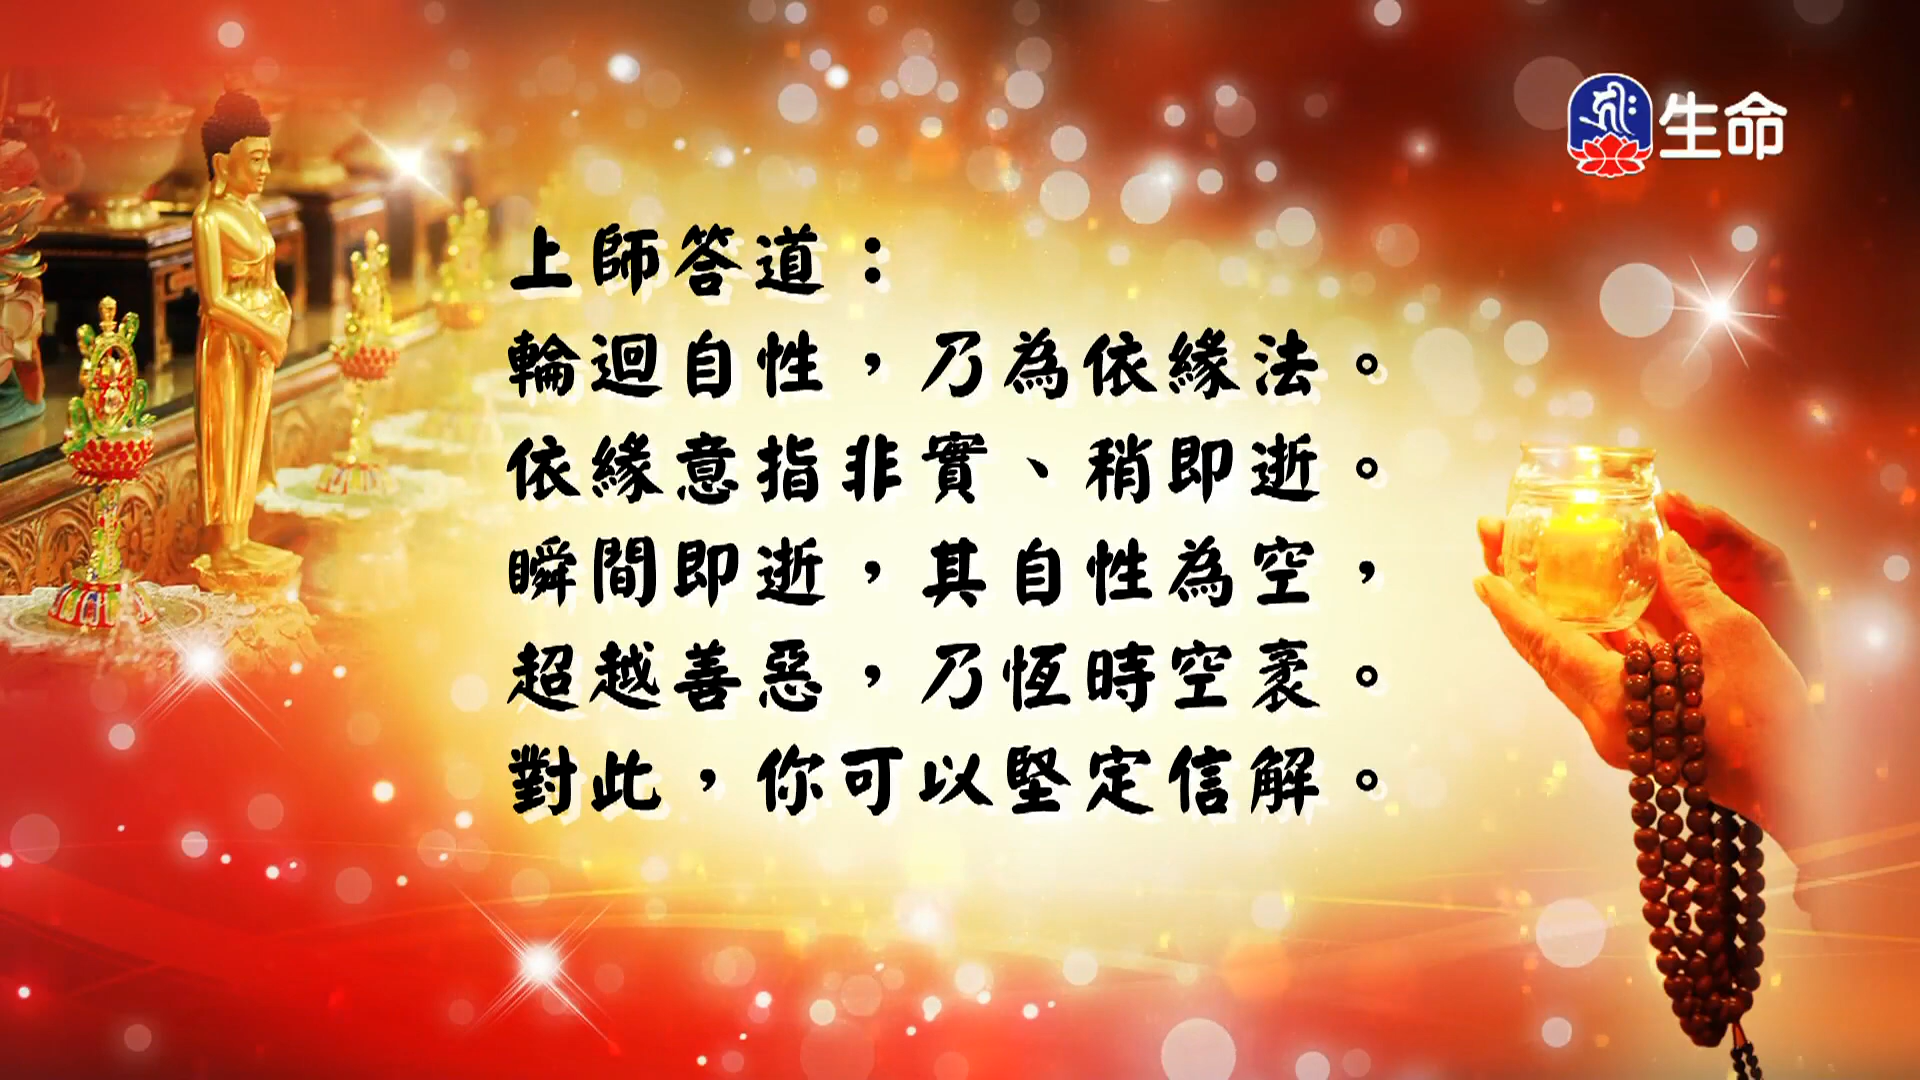 生命
上師答道：
輪迴自性，乃為依緣法。
依緣意指非實、稍即逝。
瞬間即逝，其自性為空，
超越善惡，乃恆時空袤。
對此，你可以堅定信解。